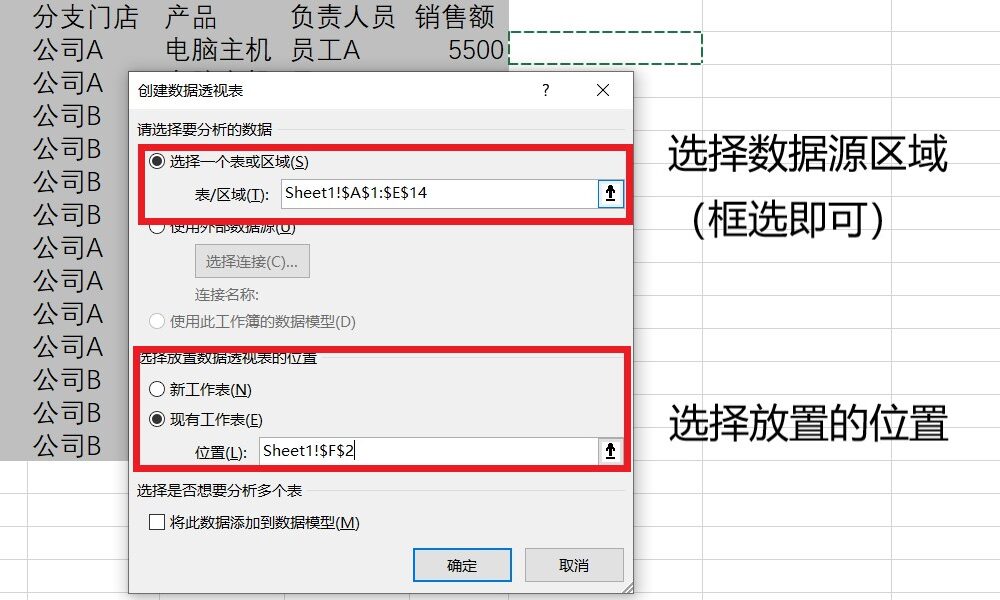 分支门店 产品 负责人员 销售额
公司A 电脑主机 员工A 5500
公司A
公司B
公司B
公司B
公司B
公司A
公司A
公司A
公司A
公司B
公司B
公司B
创建数据透视表 ? ×
请选择要分析的数据
选择一个表或区域(S)
表/区域(T): Sheet1!$A$1:$E$14
使用外部数据源(U)
选择连接(C)...
连接名称:
使用此工作簿的数据模型(D)
选择放置数据透视表的位置
新工作表(N)
现有工作表(E)
位置(L): Sheet1!$F$2
选择是否想要分析多个表
将此数据添加到数据模型(M)
确定 取消
选择数据源区域
（框选即可）
选择放置的位置